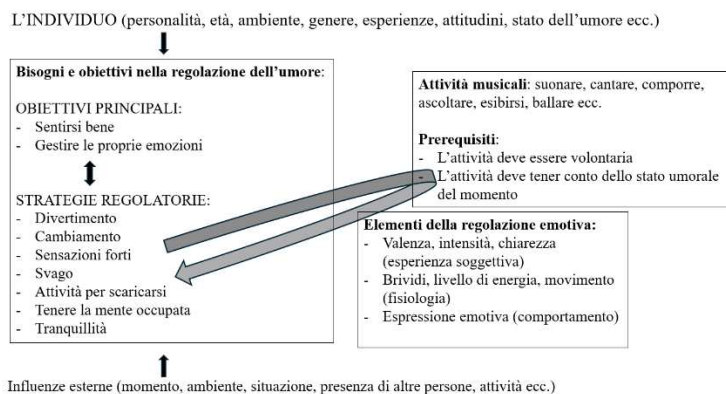 L'INDIVIDUO (personalità, età, ambiente, genere, esperienze, attitudini, stato dell'umore ecc.)
Bisogni e obiettivi nella regolazione dell'umore:
OBIETTIVI PRINCIPALI:
- Sentirsi bene
- Gestire le proprie emozioni
STRATEGIE REGOLATORIE:
- Divertimento
- Cambiamento
- Sensazioni forti
- Svago
- Attività per scaricarsi
- Tenere la mente occupata
- Tranquillità
Attività musicali: suonare, cantare, comporre,
ascoltare, esibirsi, ballare ecc.
Prerequisiti:
- L'attività deve essere volontaria
- L'attività deve tener conto dello stato umorale
del momento
Elementi della regolazione emotiva:
- Valenza, intensità, chiarezza
(esperienza soggettiva)
- Brividi, livello di energia, movimento
(fisiologia)
- Espressione emotiva (comportamento)
Influenze esterne (momento, ambiente, situazione, presenza di altre persone, attività ecc.)